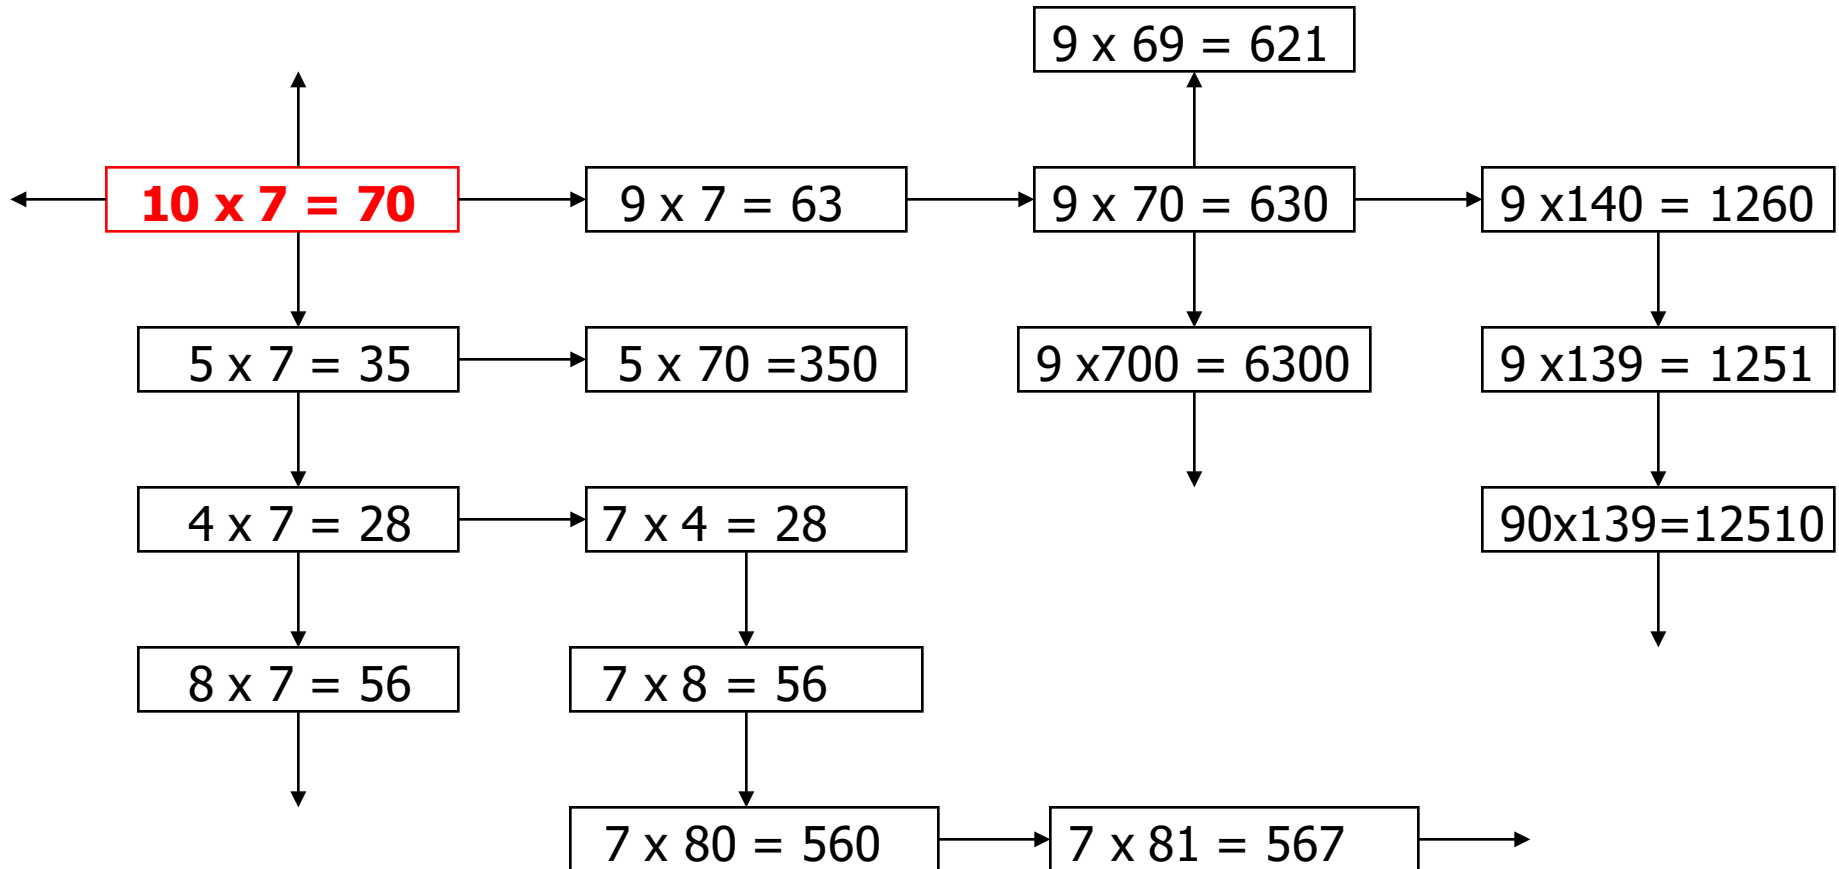 9 x 69 = 621
10 x 7 = 70
9 x 7 = 63
9 x 70 = 630
9 x140 = 1260
5 x 7 = 35
5 x 70 =350
9 x700 = 6300
9 x139 = 1251
4 x 7 = 28
7 x 4 = 28
90x139=12510
8 x 7 = 56
7 x 8 = 56
7 x 80 = 560
7 x 81 = 567